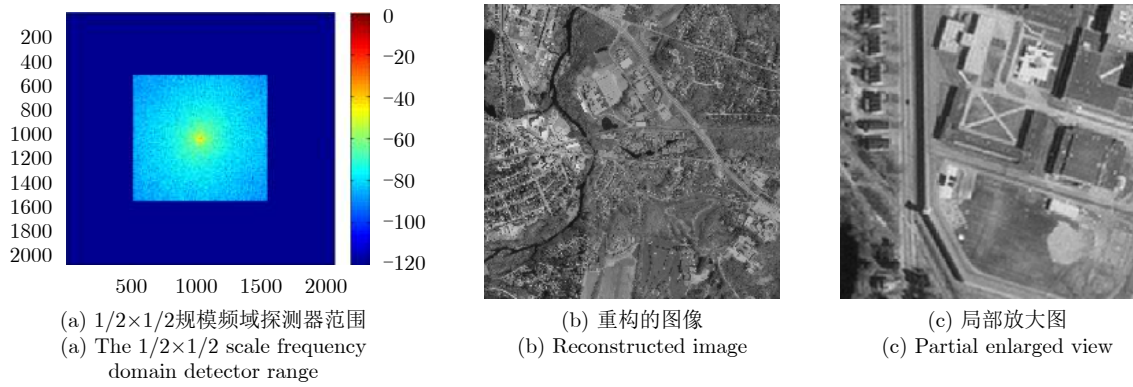 200
400
600
800
1000
1200
1400
1600
1800
2000
500 1000 1500 2000
0
−20
−40
−60
−80
−100
−120
(a) 1/2×1/2规模频域探测器范围
(a) The 1/2×1/2 scale frequency
domain detector range
(b) 重构的图像
(b) Reconstructed image
(c) 局部放大图
(c) Partial enlarged view